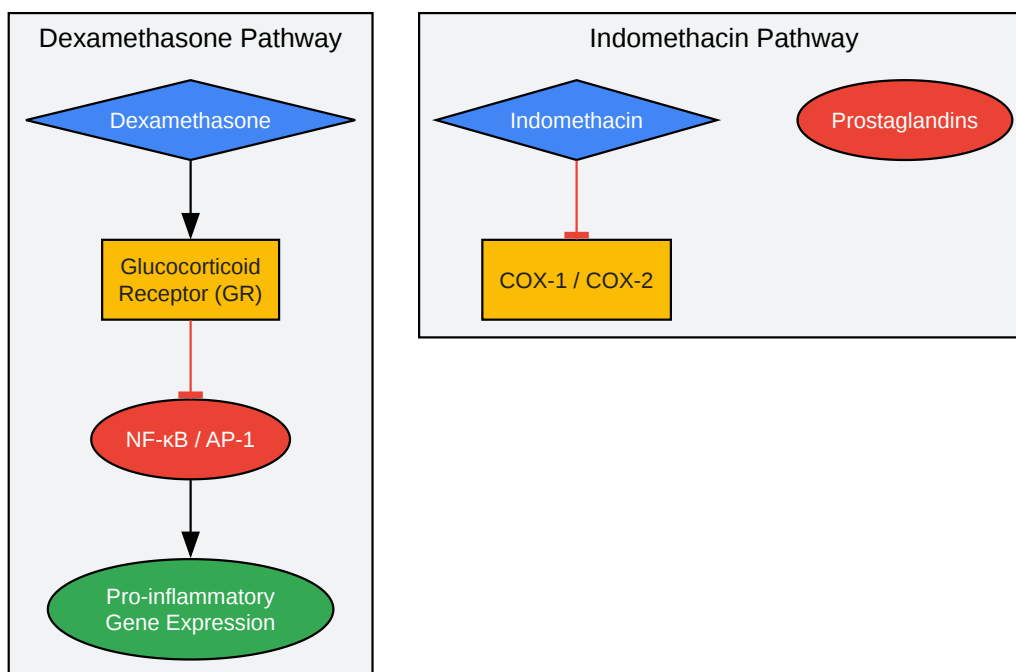 Dexamethasone Pathway
Dexamethasone
Glucocorticoid
Receptor (GR)
NF-κB / AP-1
Pro-inflammatory
Gene Expression
Indomethacin Pathway
Indomethacin
Prostaglandins
COX-1 / COX-2